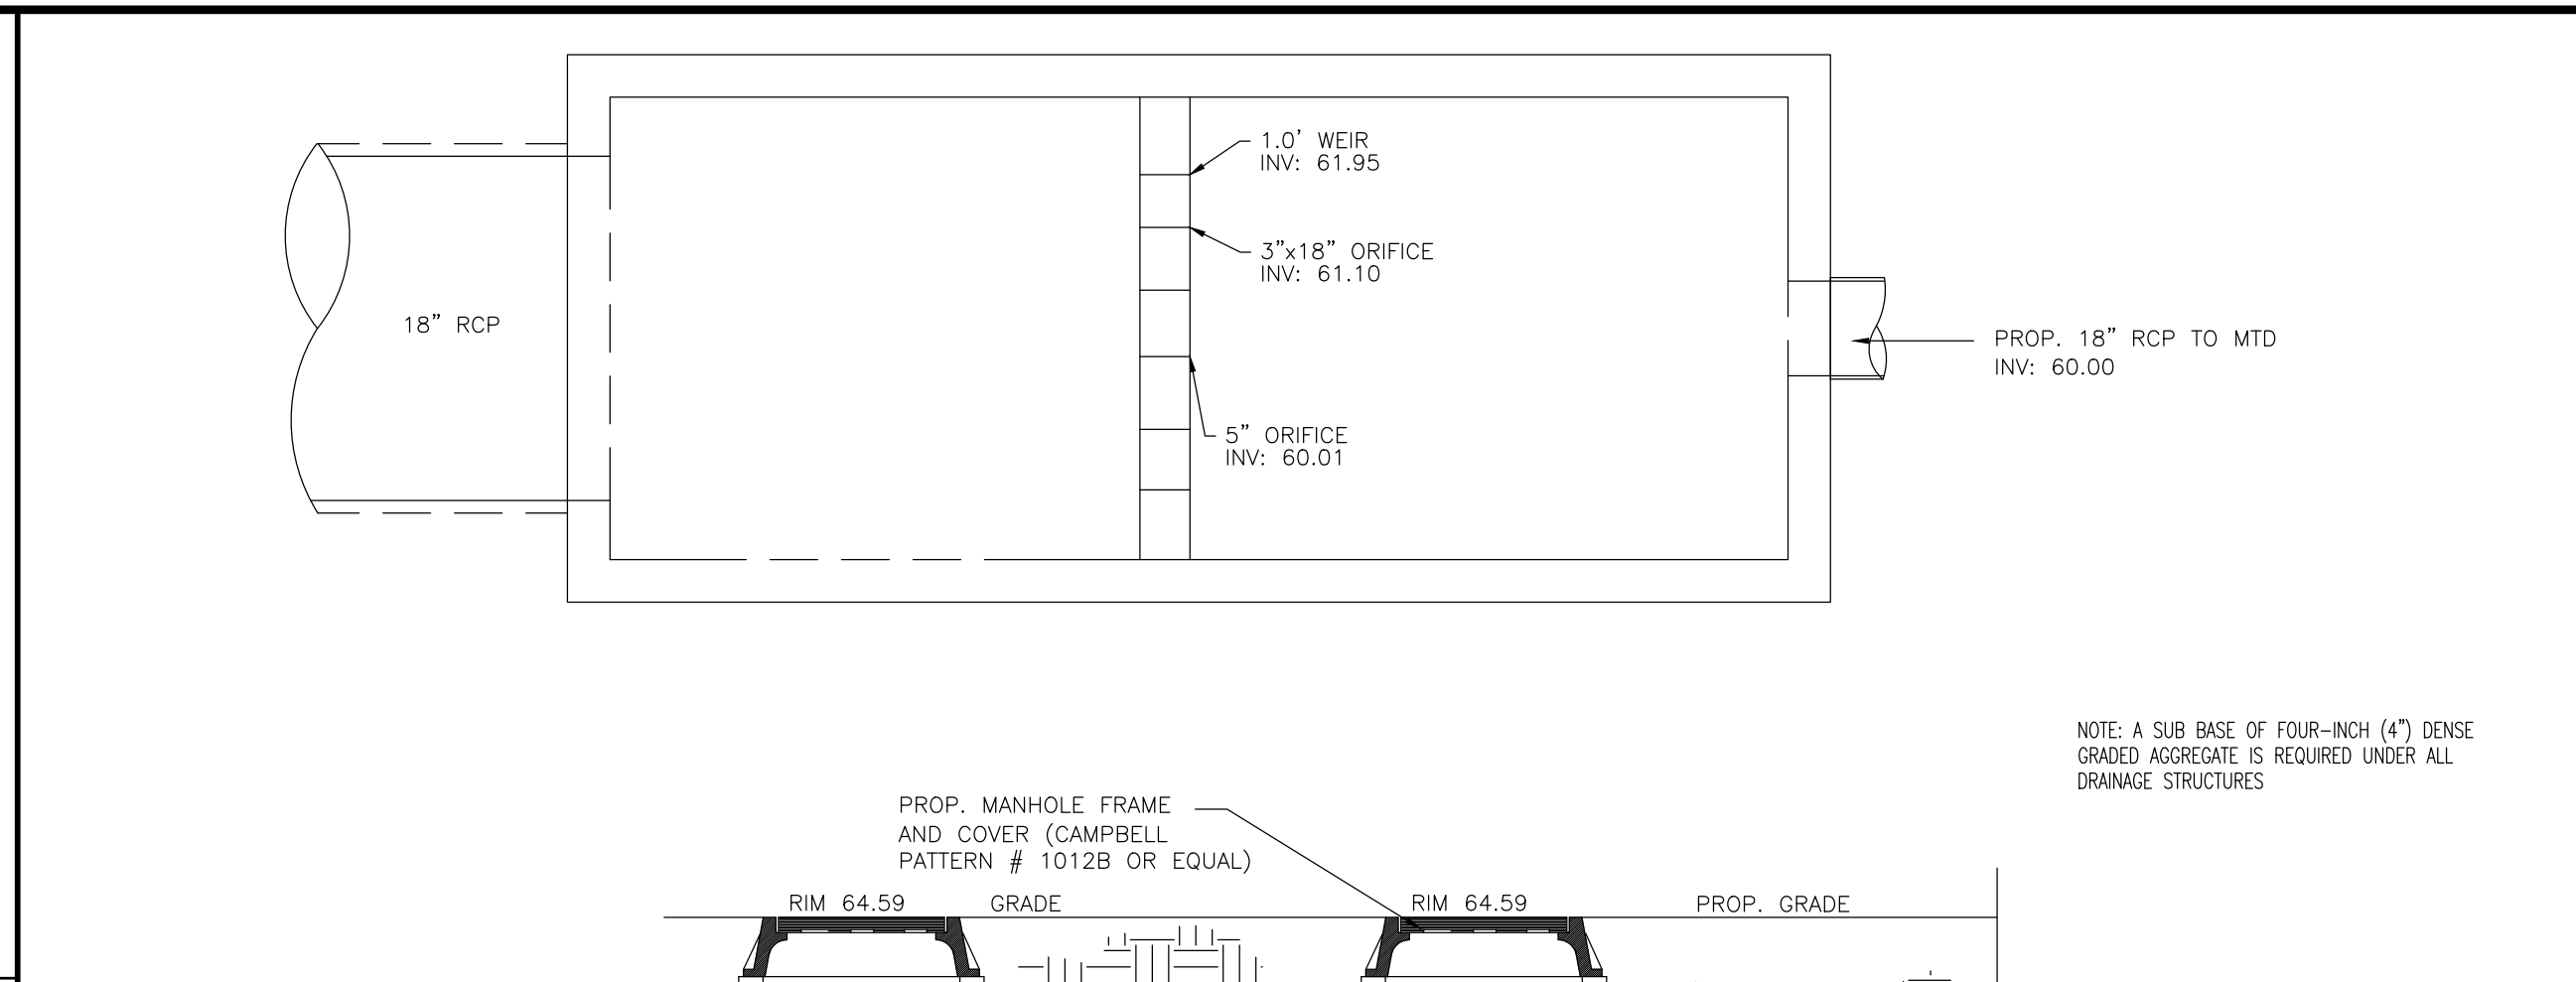 1.0' WEIR
INV: 61.95
3"x18" ORIFICE
INV: 61.10
18" RCP
PROP. 18" RCP TO MTD
INV: 60.00
5" ORIFICE
INV: 60.01
NOTE: A SUB BASE OF FOUR-INCH (4") DENSE
GRADED AGGREGATE IS REQUIRED UNDER ALL
DRAINAGE STRUCTURES
PROP. MANHOLE FRAME
AND COVER (CAMPBELL
PATTERN # 1012B OR EQUAL)
RIM 64.59
GRADE
RIM 64.59
PROP. GRADE